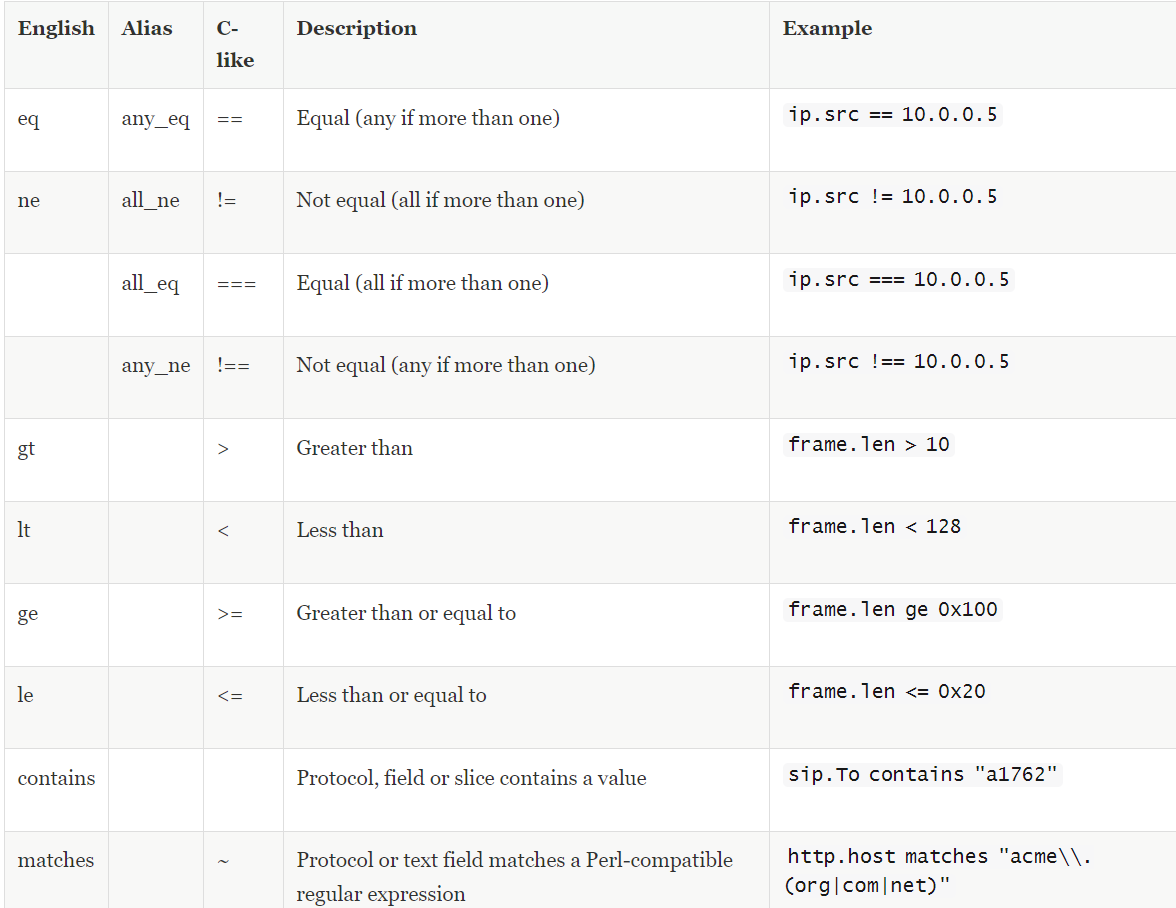 English Alias C- Description Example
like
eq any_eq == Equal (any if more than one) ip.src == 10.0.0.5
ne all_ne != Not equal (all if more than one) ip.src != 10.0.0.5
all_eq === Equal (all if more than one) ip.src === 10.0.0.5
any_ne !== Not equal (any if more than one) ip.src !== 10.0.0.5
gt > Greater than frame.len > 10
lt < Less than frame.len < 128
ge >= Greater than or equal to frame.len ge 0x100
le <= Less than or equal to frame.len <= 0x20
contains Protocol, field or slice contains a value sip.To contains "a1762"
matches ~ Protocol or text field matches a Perl-compatible http.host matches "acme\\.
regular expression (org|com|net)"